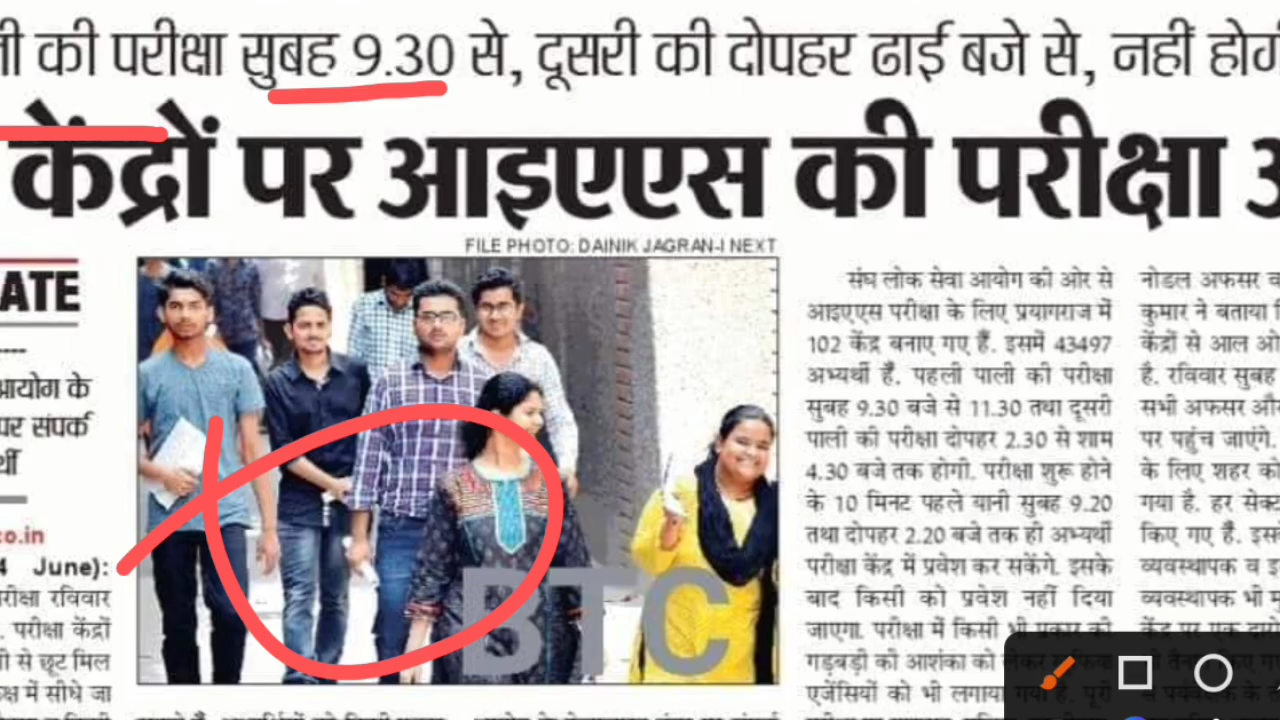 की परीक्षा सुबह 9.30 से, दूसरी की दोपहर ढाई बजे से, नहीं
केंद्रों पर आइएएस की परीक्षा
FILE PHOTO: DAINIK JAGRAN-I NEXT
ATE
आयोग के
पर संपर्क
co.in
4 June):
रविवार
परीक्षा केंद्रों
से छूट मिल
में सीधे जा
BTC
संघ लोक सेवा आयोग की ओर से
आइएएस परीक्षा के लिए प्रयागराज में
102 केंद्र बनाए गए हैं. इसमें 43497
अभ्यर्थी हैं. पहली पाली की परीक्षा
सुबह 9.30 बजे से 11.30 तथा दूसरी
पाली की परीक्षा दोपहर 2.30 से शाम
4.30 बजे तक होगी. परीक्षा शुरू होने
के 10 मिनट पहले यानी सुबह 9.20
तथा दोपहर 2.20 बजे तक ही अभ्यर्थी
परीक्षा केंद्र में प्रवेश कर सकेंगे. इसके
बाद किसी को प्रवेश नहीं दिया
जाएगा. परीक्षा में किसी भी प्रकार की
गड़बड़ी की आशंका को लेकर
एजेंसियों को भी लगाया गया है. पूरी
नोडल अफसर
कुमार ने बताया
केंद्रों से आल
है. रविवार सुबह
सभी अफसर और
पर पहुंच जाएंगे.
के लिए शहर को
गया है. हर
किए गए हैं.
व्यवस्थापक व
व्यवस्थापक भी